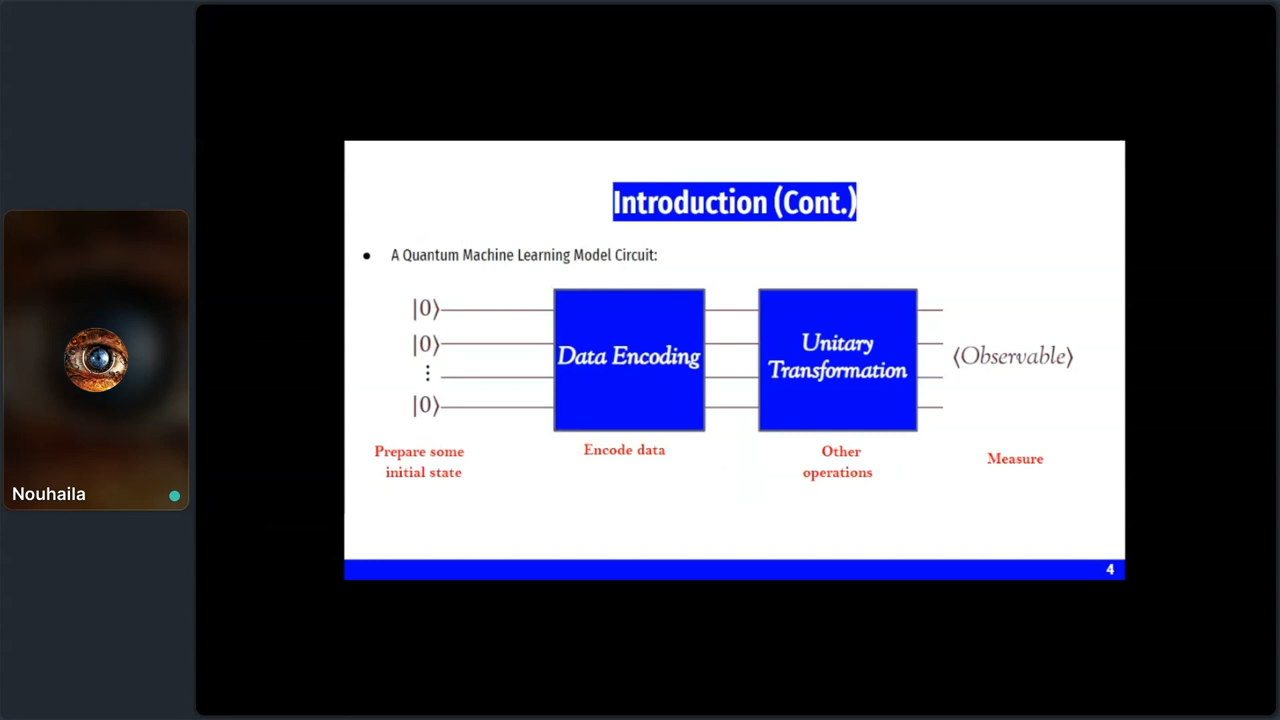 Introduction (Cont.)
● A Quantum Machine Learning Model Circuit:
|0⟩
|0⟩
⋮
|0⟩
Data Encoding
Unitary
Transformation
⟨Observable⟩
Prepare some
initial state
Encode data
Other
operations
Measure
4
Nouhaila